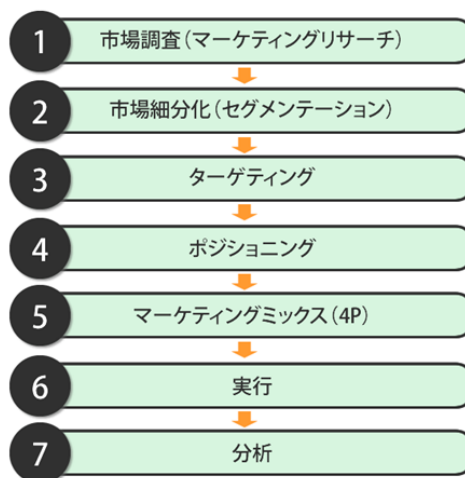 1 市場調査（マーケティングリサーチ）
2 市場細分化（セグメンテーション）
3 ターゲティング
4 ポジショニング
5 マーケティングミックス（4P）
6 実行
7 分析